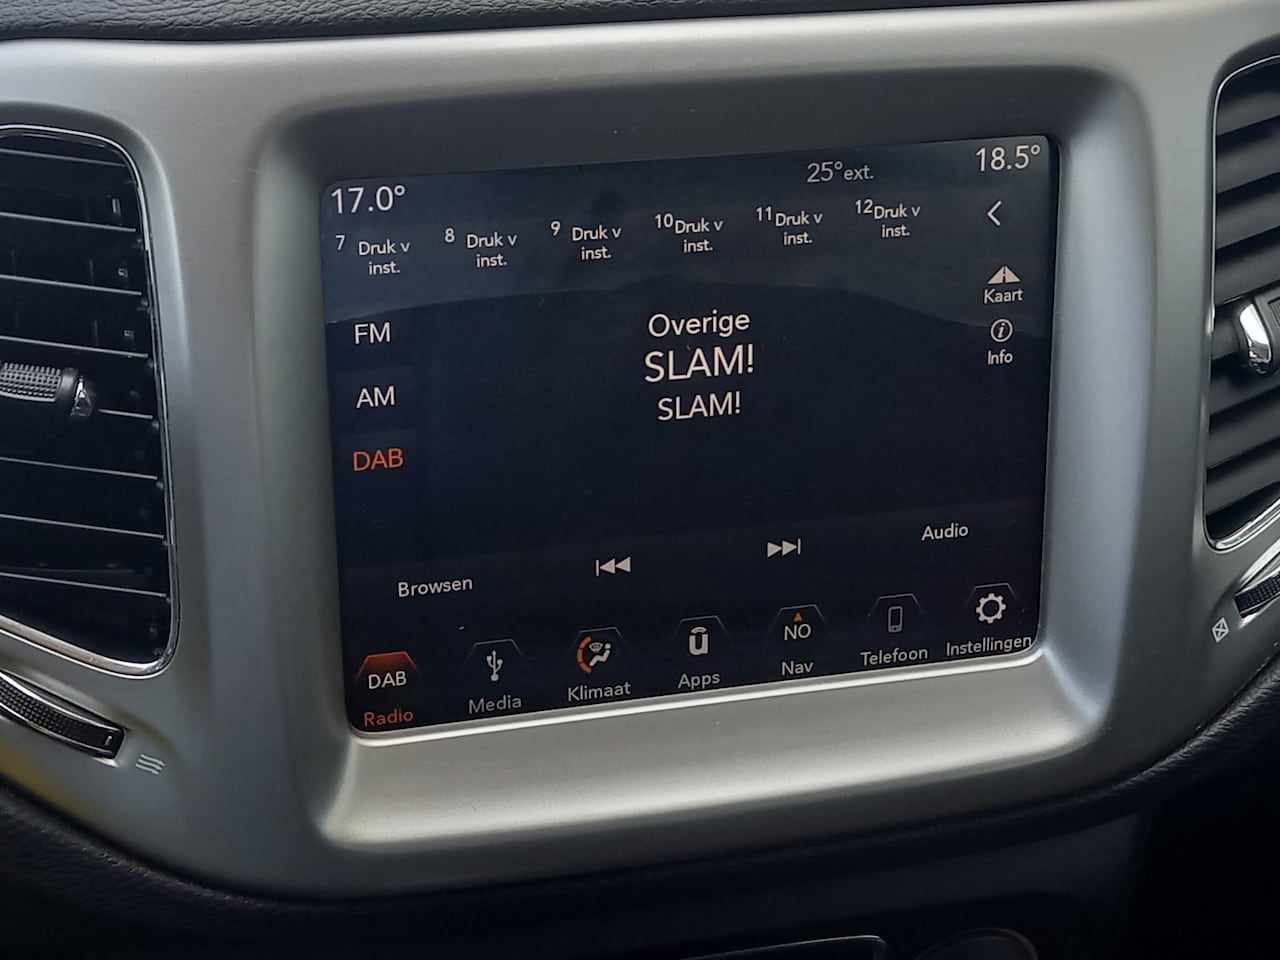 17.0°
25°ext.
18.5°
7 Druk v
inst.
8 Druk v
inst.
9 Druk v
inst.
10 Druk v
inst.
11 Druk v
inst.
12 Druk v
inst.
Kaart
Info
FM
AM
DAB
Overige
SLAM!
SLAM!
Browsen
Audio
DAB
Radio
Media
Klimaat
Apps
NO
Nav
Telefoon
Instellingen